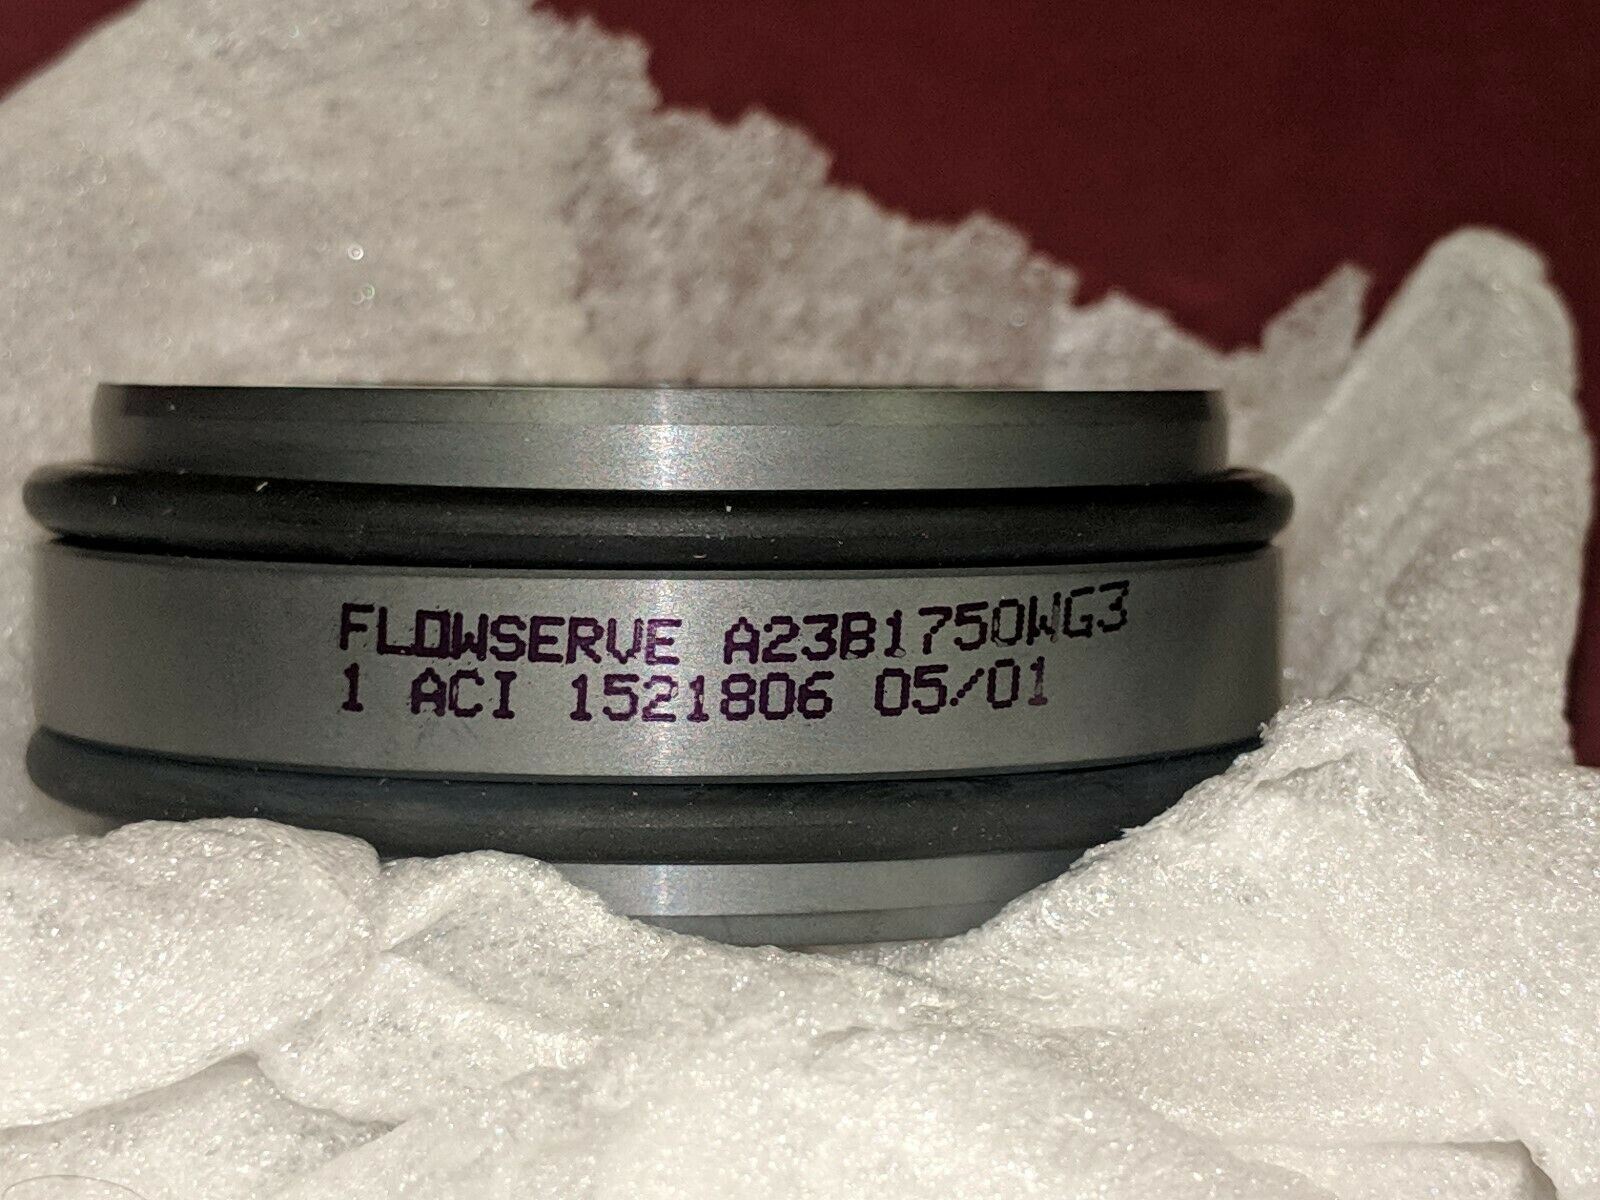 FLOWSERVE A23B1750WG3
1 ACI 1521806 05/01